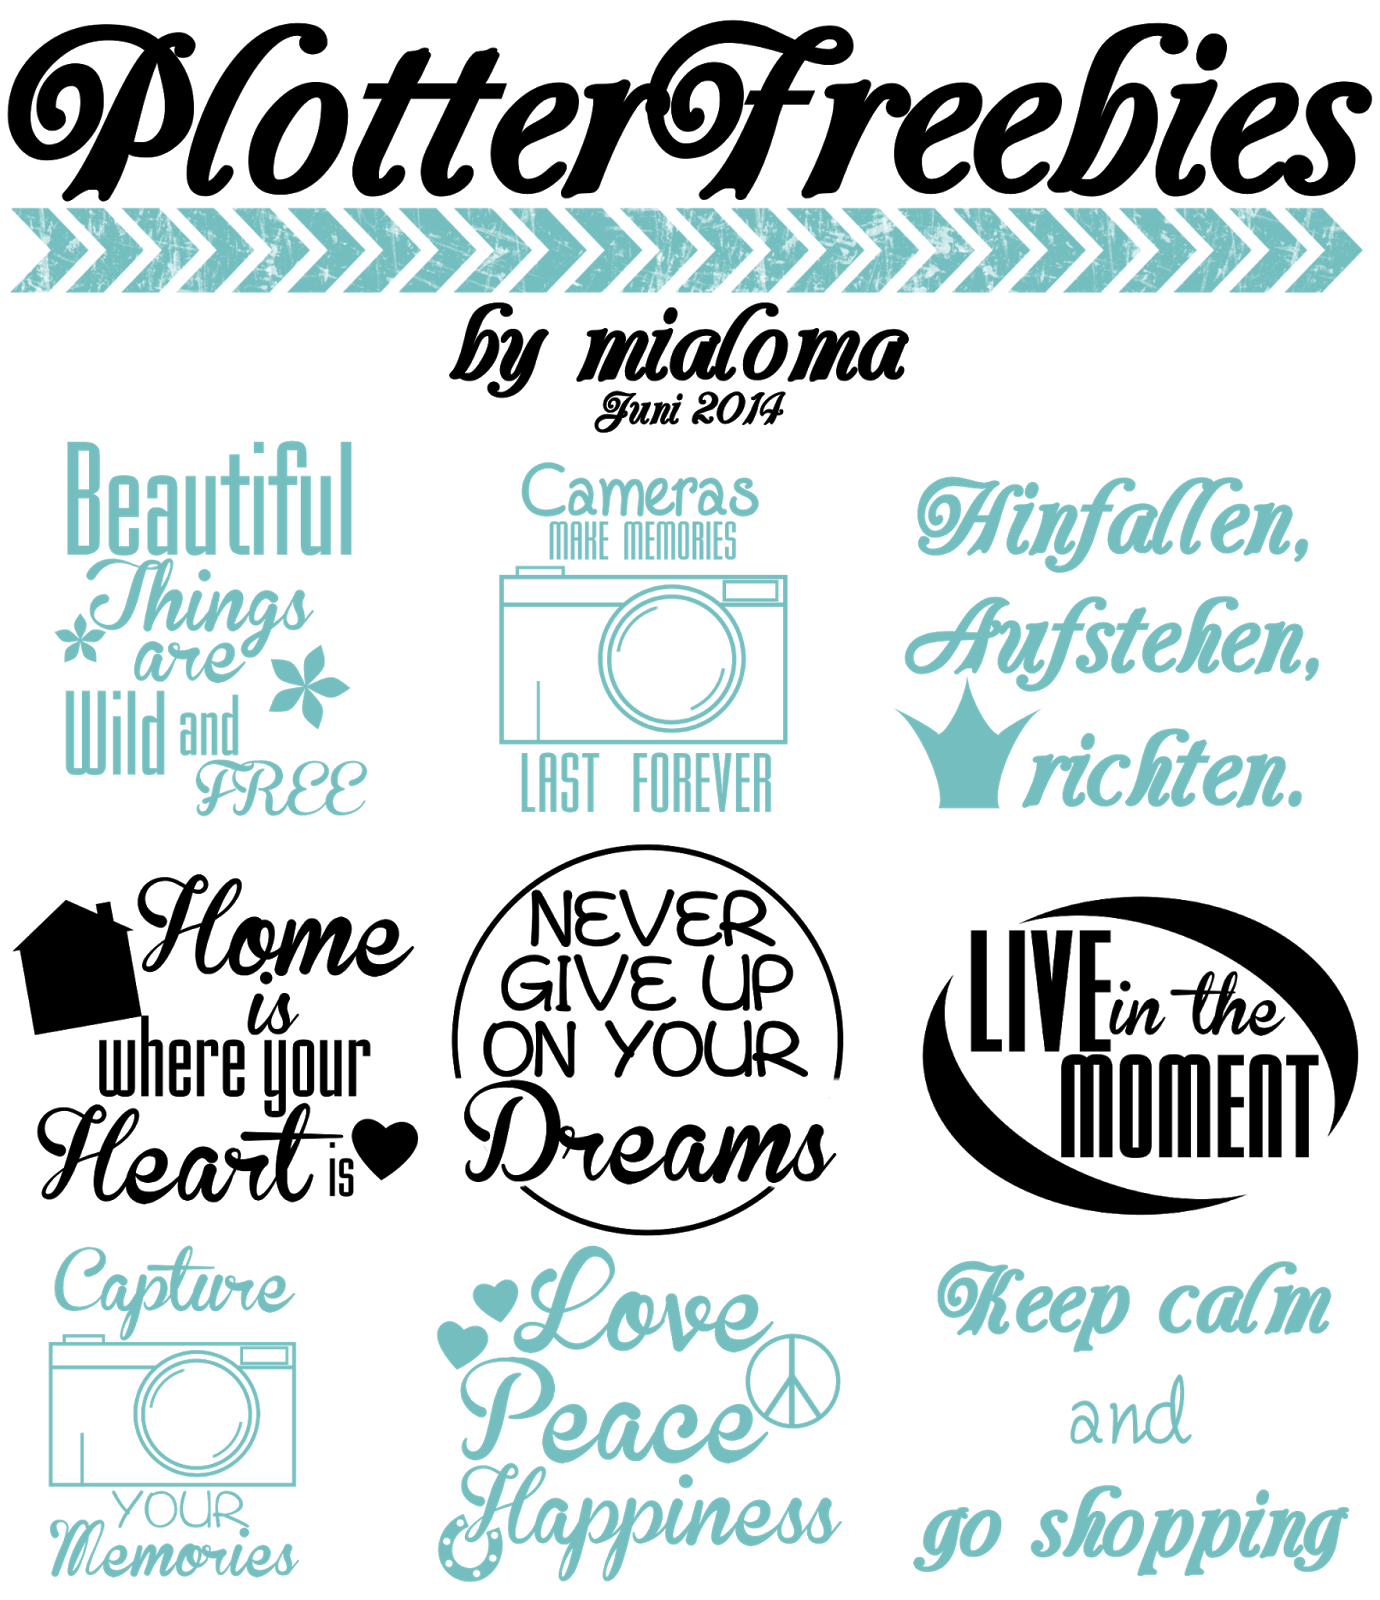 PlotterFreebies
by mialoma
Juni 2014
Beautiful
Things
are
Wild and
FREE
Cameras
MAKE MEMORIES
LAST FOREVER
Hinfallen,
Aufstehen,
richten.
Home
is
where your
Heart is
NEVER
GIVE UP
ON YOUR
Dreams
LIVE in the
MOMENT
Capture
YOUR
Memories
Love
Peace
Happiness
Keep calm
and
go shopping